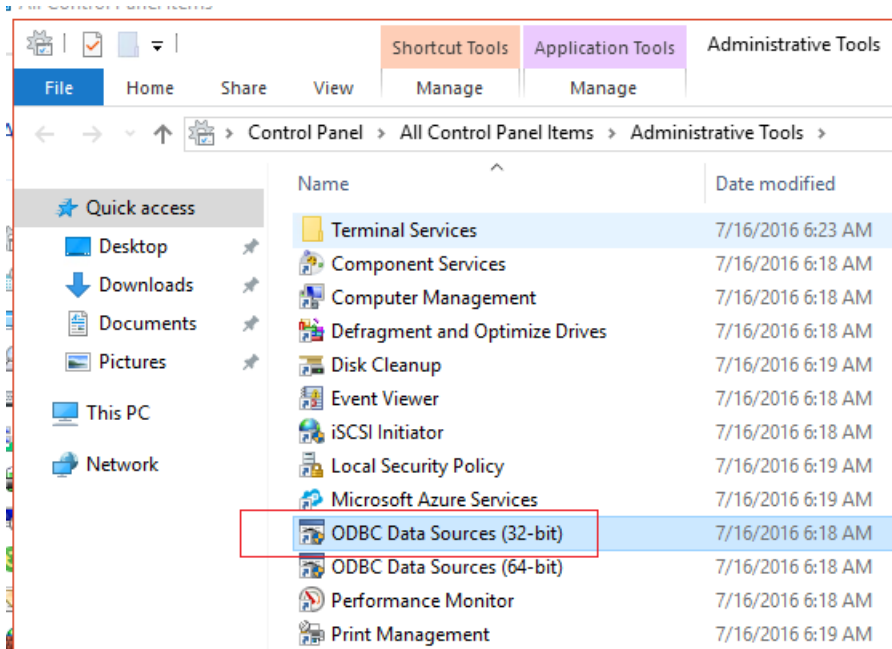 All Control Panel Items
Shortcut Tools Application Tools Administrative Tools
File Home Share View Manage Manage
Control Panel > All Control Panel Items > Administrative Tools >
Name Date modified
Quick access
Terminal Services 7/16/2016 6:23 AM
Desktop
Component Services 7/16/2016 6:18 AM
Downloads
Computer Management 7/16/2016 6:18 AM
Documents
Defragment and Optimize Drives 7/16/2016 6:18 AM
Pictures
Disk Cleanup 7/16/2016 6:19 AM
Event Viewer 7/16/2016 6:18 AM
This PC
iSCSI Initiator 7/16/2016 6:18 AM
Network
Local Security Policy 7/16/2016 6:19 AM
Microsoft Azure Services 7/16/2016 6:19 AM
ODBC Data Sources (32-bit) 7/16/2016 6:18 AM
ODBC Data Sources (64-bit) 7/16/2016 6:18 AM
Performance Monitor 7/16/2016 6:18 AM
Print Management 7/16/2016 6:19 AM